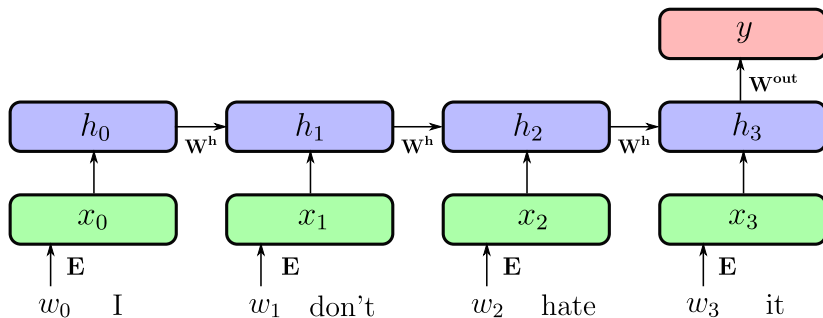 y
W^out
h_0 h_1 h_2 h_3
W^h W^h W^h
x_0 x_1 x_2 x_3
E E E E
w_0 I w_1 don't w_2 hate w_3 it